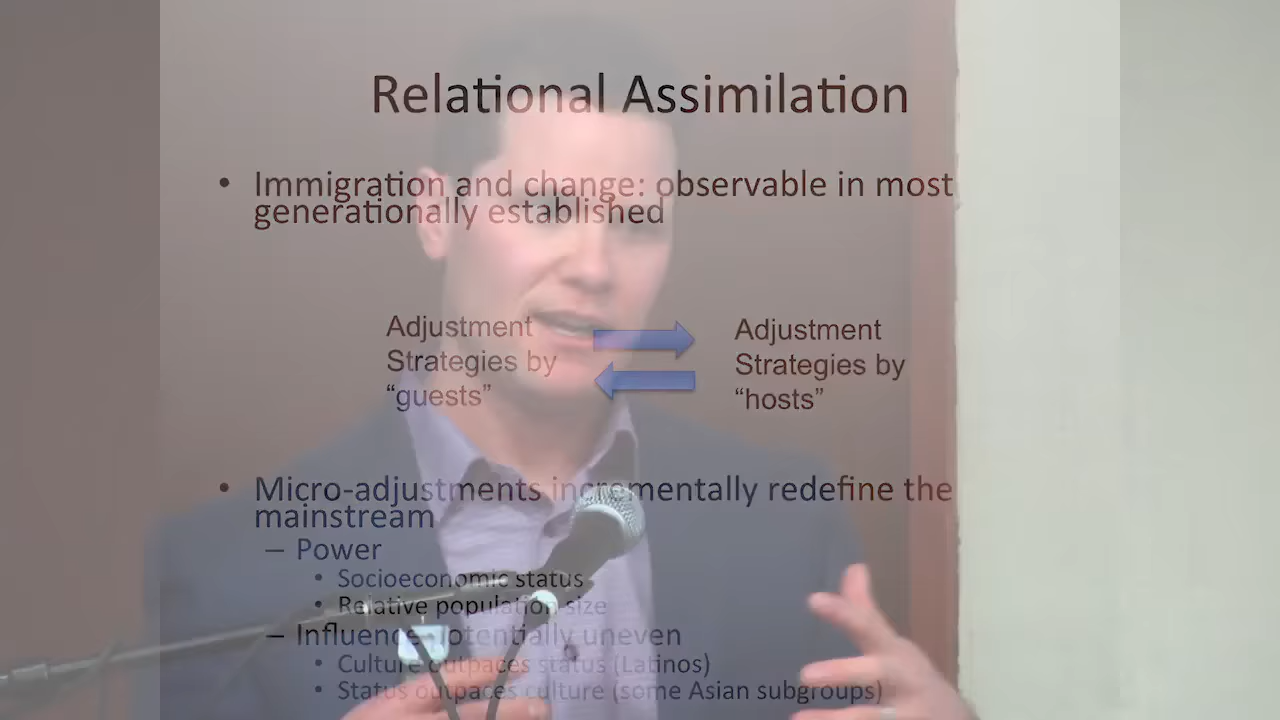 Relational Assimilation
• Immigration and change: observable in most
generationally established
Adjustment
Strategies by
“guests”
Adjustment
Strategies by
“hosts”
• Micro-adjustments incrementally redefine the
mainstream
– Power
• Socioeconomic status
• Relative population size
– Influence potentially uneven
• Culture outpaces status (Latinos)
• Status outpaces culture (some Asian subgroups)